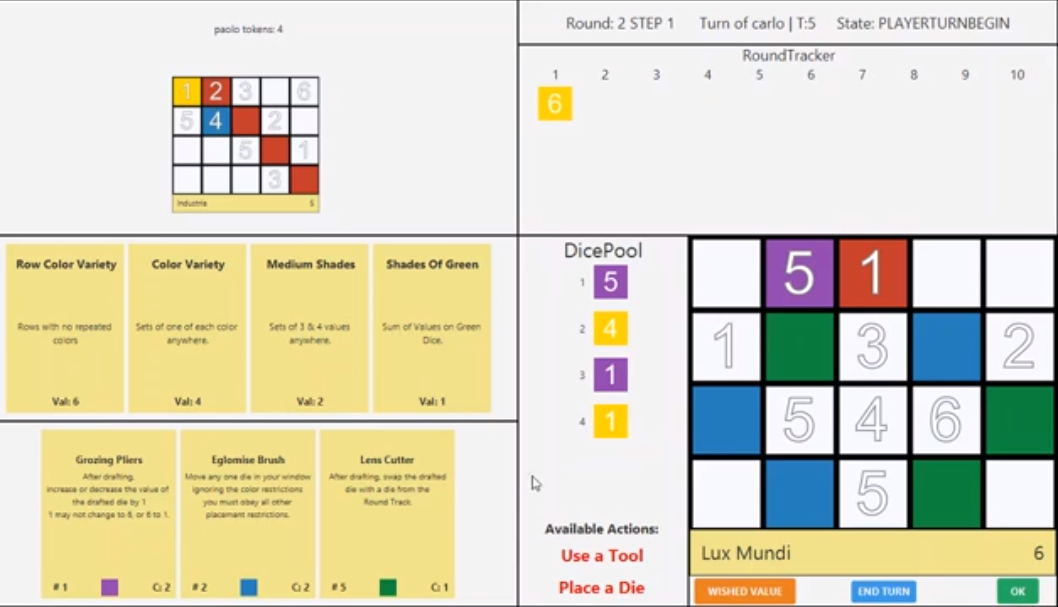 paolo tokens: 4
1 2 3 6
5 4 2
5 1
3
Industria 5
Round: 2 STEP 1 Turn of carlo | T:5 State: PLAYERTURNBEGIN
RoundTracker
1 2 3 4 5 6 7 8 9 10
6
Row Color Variety
Rows with no repeated
colors
Val: 6
Color Variety
Sets of one of each color
anywhere.
Val: 4
Medium Shades
Sets of 3 & 4 values
anywhere.
Val: 2
Shades Of Green
Sum of Values on Green
Dice.
Val: 1
Grozing Pliers
After drafting,
increase or decrease the value of
the drafted die by 1
1 may not change to 6, or 6 to 1.
# 1 C: 2
Eglomise Brush
Move any one die in your window
ignoring the color restrictions
you must obey all other
placement restrictions.
# 2 C: 2
Lens Cutter
After drafting, swap the drafted
die with a die from the
Round Track.
# 5 C: 1
DicePool
1 5
2 4
3 1
4 1
Available Actions:
Use a Tool
Place a Die
5 1
1 3 2
5 4 6
5
Lux Mundi 6
WISHED VALUE END TURN OK